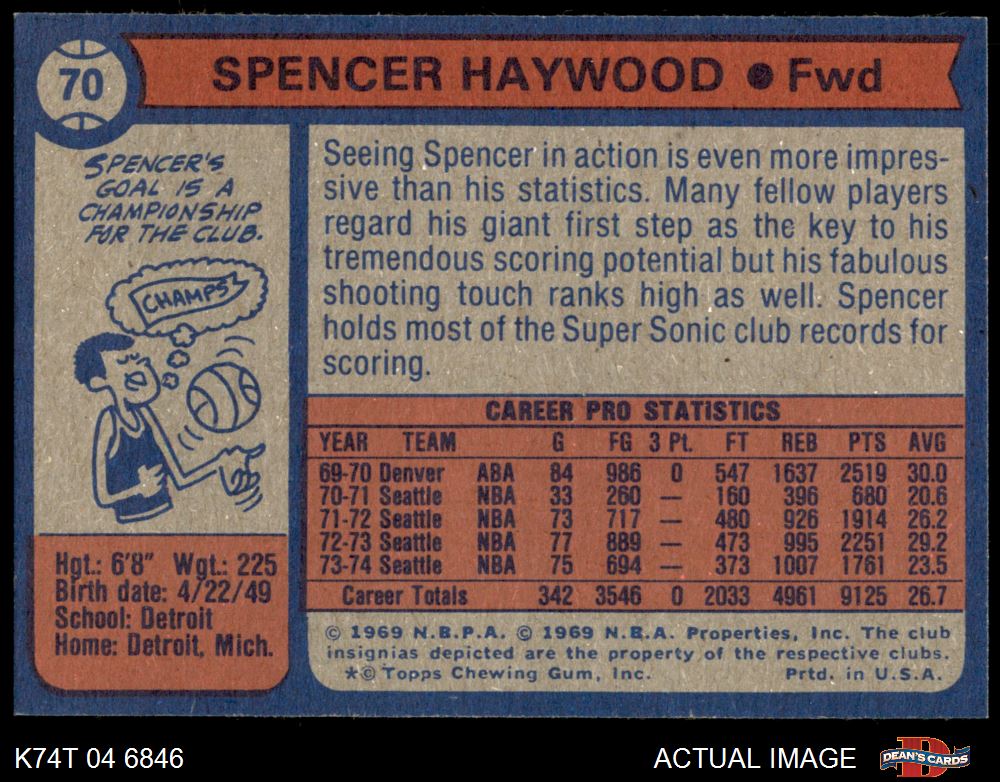 70
SPENCER HAYWOOD ● Fwd
SPENCER'S
GOAL IS A
CHAMPIONSHIP
FOR THE CLUB.
CHAMPS
Seeing Spencer in action is even more impres-
sive than his statistics. Many fellow players
regard his giant first step as the key to his
tremendous scoring potential but his fabulous
shooting touch ranks high as well. Spencer
holds most of the Super Sonic club records for
scoring.
CAREER PRO STATISTICS
YEAR TEAM G FG 3 Pt. FT REB PTS AVG
69-70 Denver ABA 84 986 0 547 1637 2519 30.0
70-71 Seattle NBA 33 260 — 160 396 680 20.6
71-72 Seattle NBA 73 717 — 480 926 1914 26.2
72-73 Seattle NBA 77 889 — 473 995 2251 29.2
73-74 Seattle NBA 75 694 — 373 1007 1761 23.5
Career Totals 342 3546 0 2033 4961 9125 26.7
Hgt.: 6'8" Wgt.: 225
Birth date: 4/22/49
School: Detroit
Home: Detroit, Mich.
© 1969 N.B.P.A. © 1969 N.B.A. Properties, Inc. The club
insignias depicted are the property of the respective clubs.
*© Topps Chewing Gum, Inc. Prtd. in U.S.A.
K74T 04 6846
ACTUAL IMAGE
DEAN'S CARDS